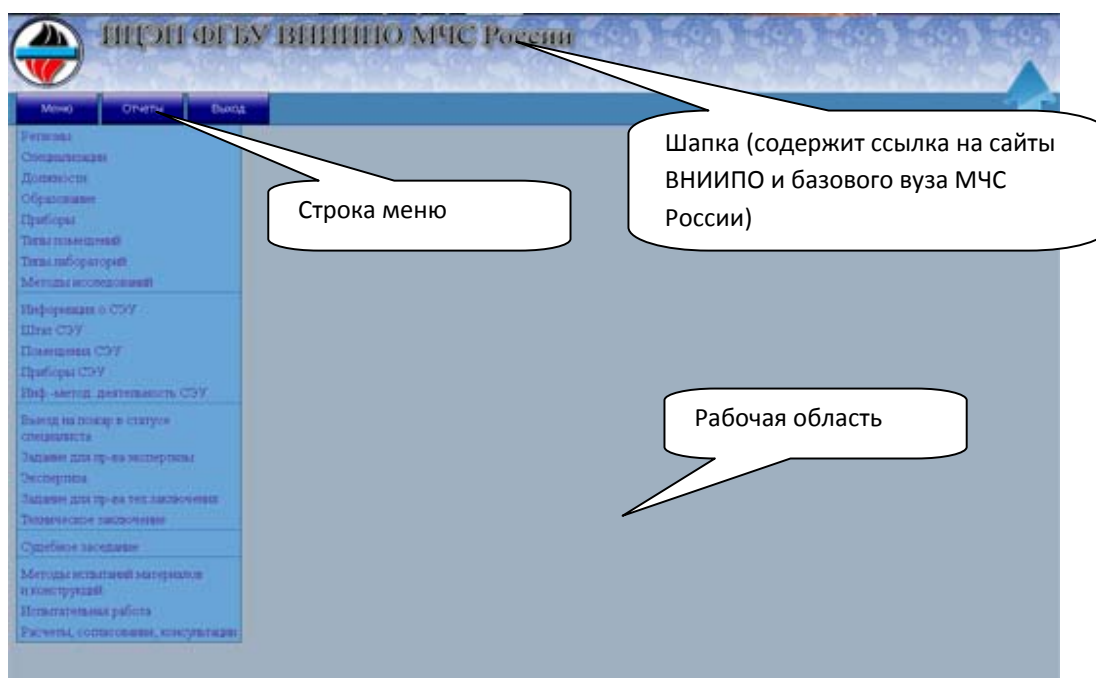 ИЦЭП ФГБУ ВНИИПО МЧС России
Меню Отчеты Выход
Регионы
Специализации
Должности
Образование
Приборы
Типы помещений
Типы лабораторий
Методы исследований
Информация о СЭУ
Штат СЭУ
Помещения СЭУ
Приборы СЭУ
Инф.-метод. деятельность СЭУ
Выезд на пожар в статусе
специалиста
Задание для пр-ва экспертизы
Экспертиза
Задание для пр-ва тех.заключения
Техническое заключение
Судебное заседание
Методы испытаний материалов
и конструкций
Испытательная работа
Расчеты, согласование, консультации
Шапка (содержит ссылка на сайты
ВНИИПО и базового вуза МЧС
России)
Строка меню
Рабочая область